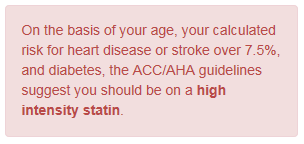 On the basis of your age, your calculated
risk for heart disease or stroke over 7.5%,
and diabetes, the ACC/AHA guidelines
suggest you should be on a high
intensity statin.